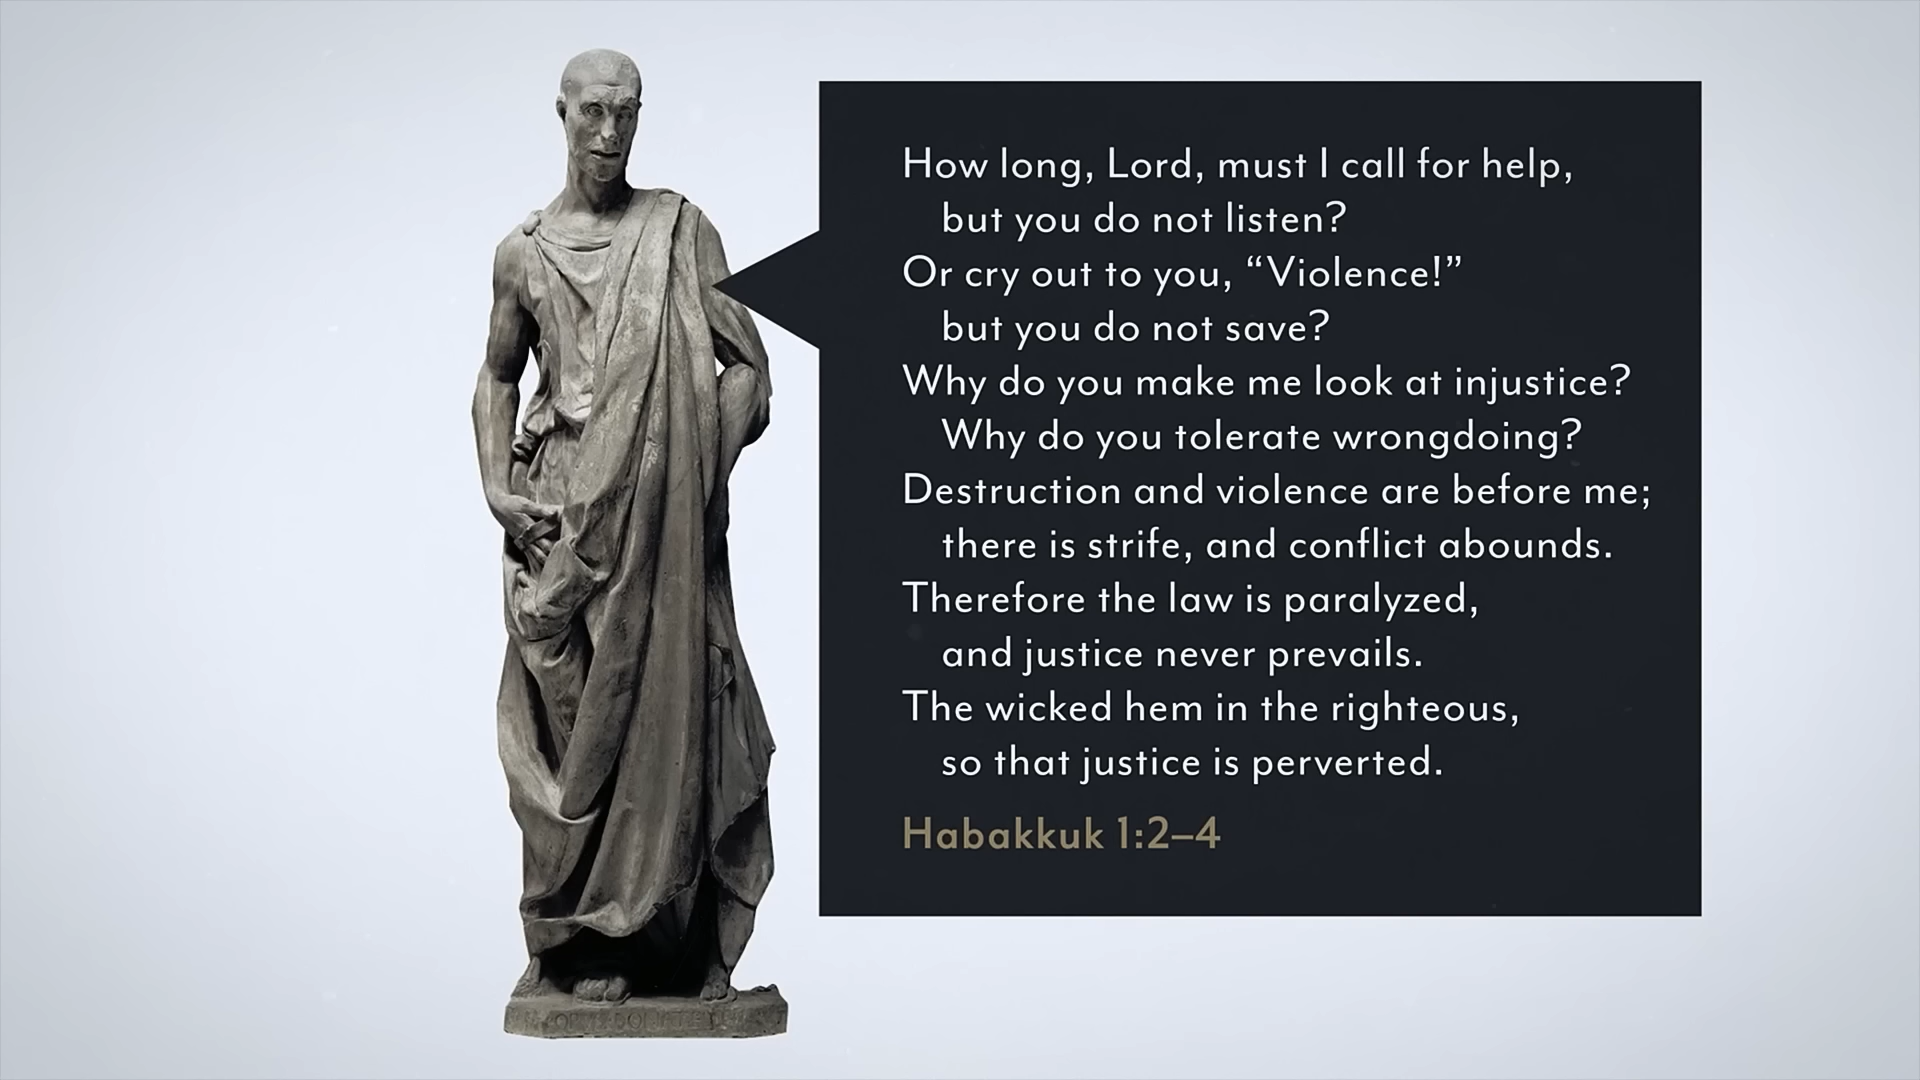 How long, Lord, must I call for help,
but you do not listen?
Or cry out to you, “Violence!”
but you do not save?
Why do you make me look at injustice?
Why do you tolerate wrongdoing?
Destruction and violence are before me;
there is strife, and conflict abounds.
Therefore the law is paralyzed,
and justice never prevails.
The wicked hem in the righteous,
so that justice is perverted.
Habakkuk 1:2–4